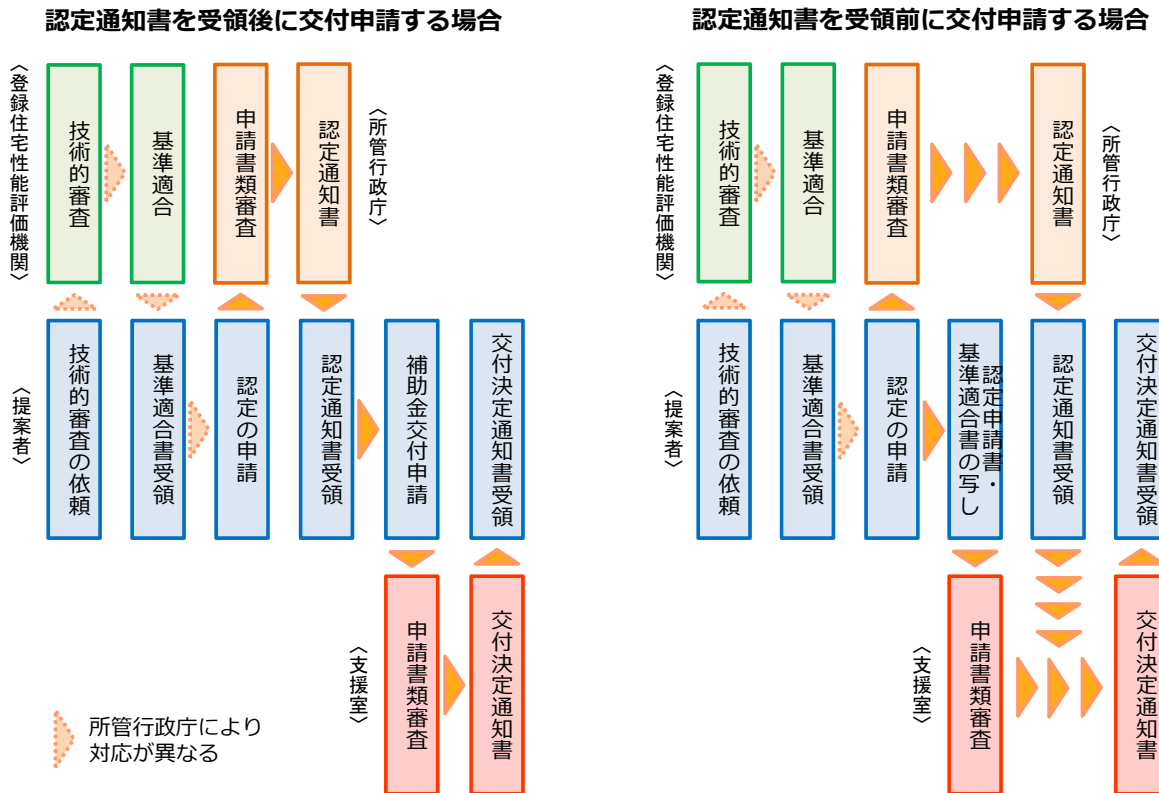 認定通知書を受領後に交付申請する場合
〈登録住宅性能評価機関〉
技術的審査
基準適合
申請書類審査
認定通知書
〈所管行政庁〉
〈提案者〉
技術的審査の依頼
基準適合書受領
認定の申請
認定通知書受領
補助金交付申請
交付決定通知書受領
〈支援室〉
申請書類審査
交付決定通知書
所管行政庁により
対応が異なる
認定通知書を受領前に交付申請する場合
〈登録住宅性能評価機関〉
技術的審査
基準適合
申請書類審査
認定通知書
〈所管行政庁〉
〈提案者〉
技術的審査の依頼
基準適合書受領
認定の申請
認定申請書・
基準適合書の写し
認定通知書受領
交付決定通知書受領
〈支援室〉
申請書類審査
交付決定通知書